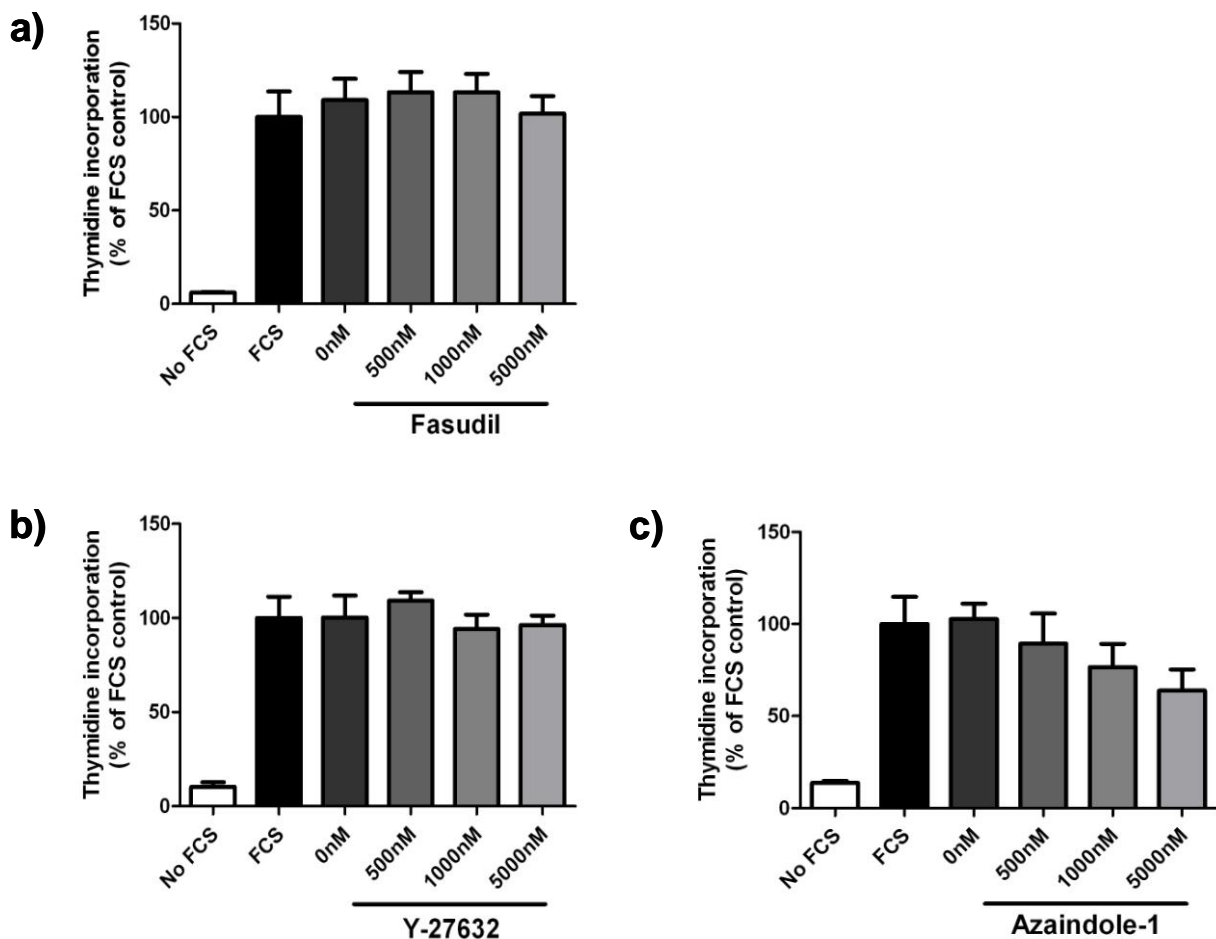 a)
Thymidine incorporation
(% of FCS control)
150
100
50
0
No FCS
FCS
0nM
500nM
1000nM
5000nM
Fasudil
b)
Thymidine incorporation
(% of FCS control)
150
100
50
0
No FCS
FCS
0nM
500nM
1000nM
5000nM
Y-27632
c)
Thymidine incorporation
(% of FCS control)
150
100
50
0
No FCS
FCS
0nM
500nM
1000nM
5000nM
Azaindole-1